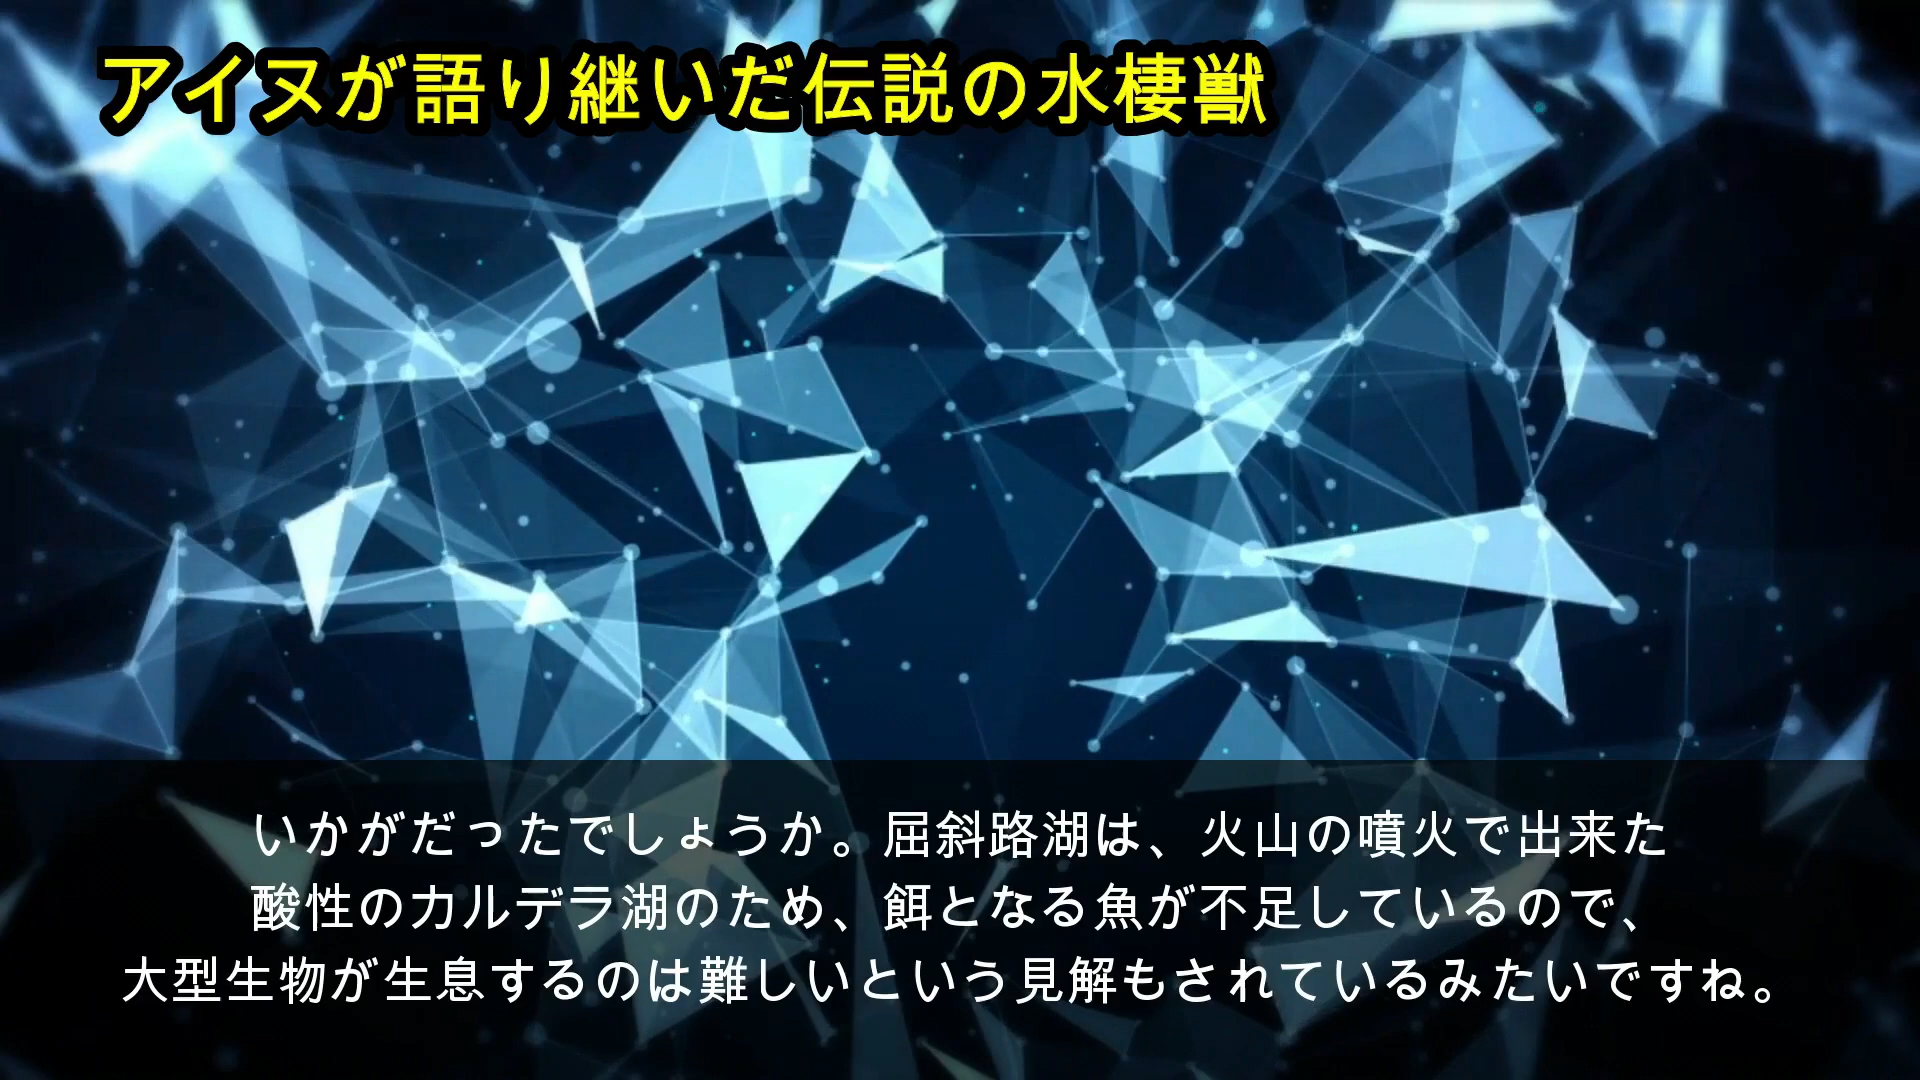 アイヌが語り継いだ伝説の水棲獣
いかがだったでしょうか。屈斜路湖は、火山の噴火で出来た
酸性のカルデラ湖のため、餌となる魚が不足しているので、
大型生物が生息するのは難しいという見解もされているみたいですね。